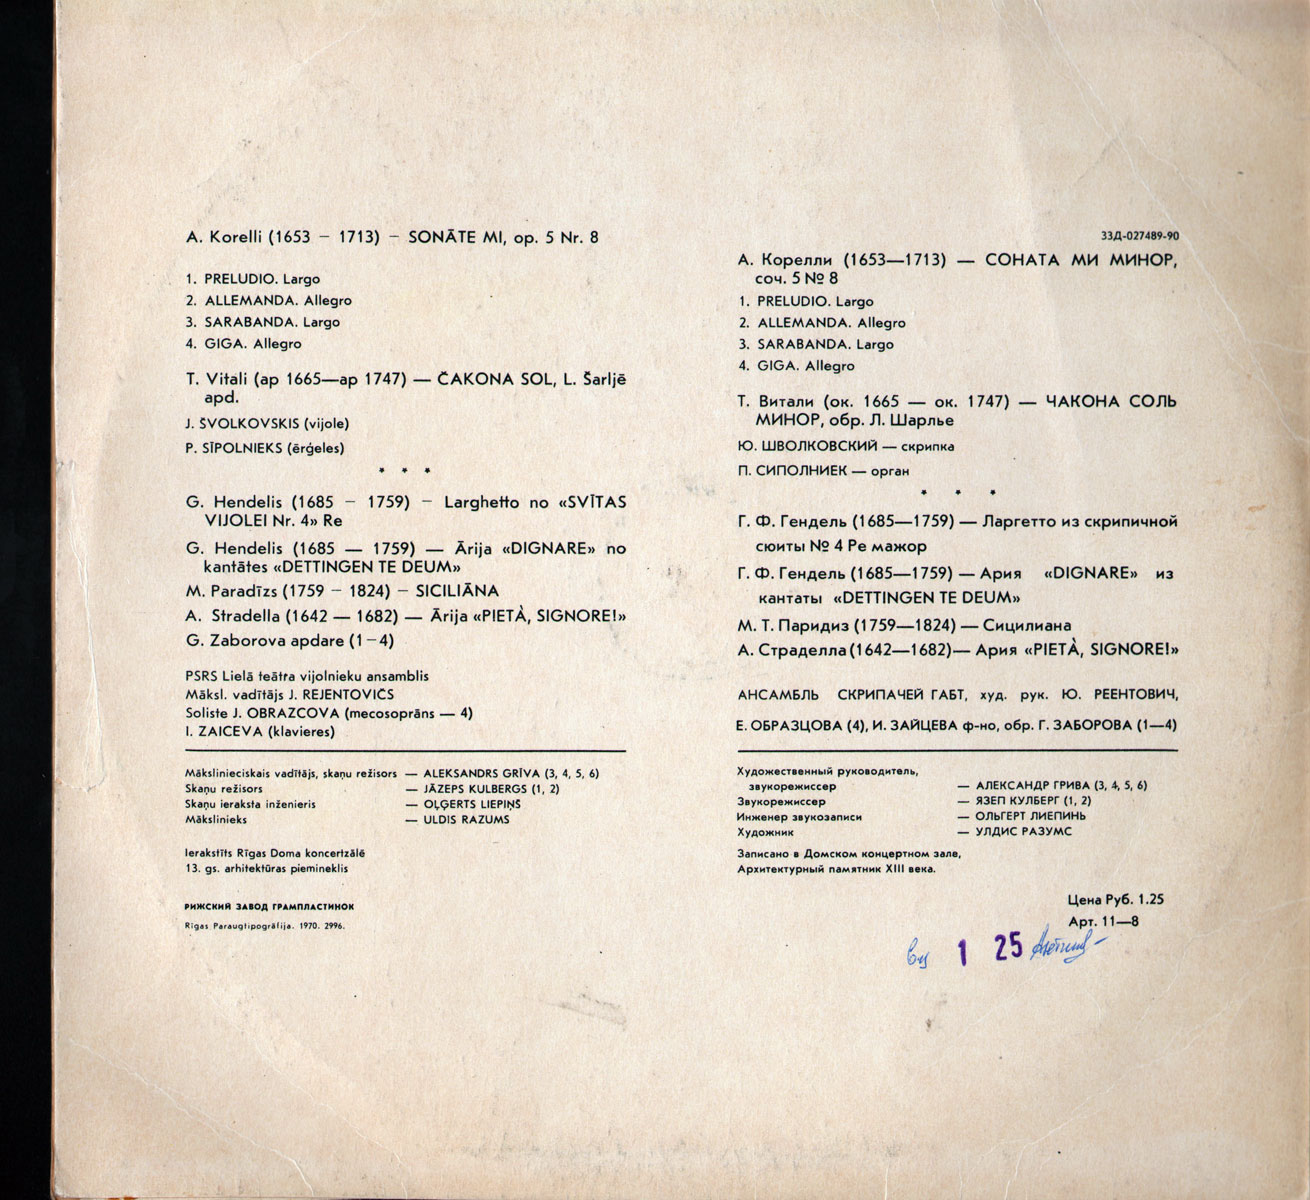 A. Korelli (1653 – 1713) – SONĀTE MI, op. 5 Nr. 8
1. PRELUDIO. Largo
2. ALLEMANDA. Allegro
3. SARABANDA. Largo
4. GIGA. Allegro
T. Vitali (ap 1665—ap 1747) — ČAKONA SOL, L. Šarljē
apd.
J. ŠVOLKOVSKIS (vijole)
P. SĪPOLNIEKS (ērģeles)
* * *
G. Hendelis (1685 – 1759) – Larghetto no «SVĪTAS
VIJOLEI Nr. 4» Re
G. Hendelis (1685 — 1759) — Ārija «DIGNARE» no
kantātes «DETTINGEN TE DEUM»
M. Paradīzs (1759 – 1824) – SICILIĀNA
A. Stradella (1642 — 1682) — Ārija «PIETÀ, SIGNORE!»
G. Zaborova apdare (1–4)
PSRS Lielā teātra vijolnieku ansamblis
Māksl. vadītājs J. REJENTOVIČS
Soliste J. OBRAZCOVA (mecosoprāns — 4)
I. ZAICEVA (klavieres)
Mākslinieciskais vadītājs, skaņu režisors — ALEKSANDRS GRĪVA (3, 4, 5, 6)
Skaņu režisors — JĀZEPS KULBERGS (1, 2)
Skaņu ieraksta inženieris — OĻĢERTS LIEPIŅŠ
Mākslinieks — ULDIS RAZUMS
Ierakstīts Rīgas Doma koncertzālē
13. gs. arhitektūras piemineklis
РИЖСКИЙ ЗАВОД ГРАМПЛАСТИНОК
Rīgas Paraugtipogrāfija. 1970. 2996.
33Д-027489-90
А. Корелли (1653—1713) — СОНАТА МИ МИНОР,
соч. 5 № 8
1. PRELUDIO. Largo
2. ALLEMANDA. Allegro
3. SARABANDA. Largo
4. GIGA. Allegro
Т. Витали (ок. 1665 — ок. 1747) — ЧАКОНА СОЛЬ
МИНОР, обр. Л. Шарлье
Ю. ШВОЛКОВСКИЙ — скрипка
П. СИПОЛНИЕК — орган
* * *
Г. Ф. Гендель (1685—1759) — Ларгетто из скрипичной
сюиты № 4 Ре мажор
Г. Ф. Гендель (1685—1759) — Ария «DIGNARE» из
кантаты «DETTINGEN TE DEUM»
М. Т. Паридиз (1759—1824) — Сицилиана
А. Страделла (1642—1682)— Ария «PIETÀ, SIGNORE!»
АНСАМБЛЬ СКРИПАЧЕЙ ГАБТ, худ. рук. Ю. РЕЕНТОВИЧ,
Е. ОБРАЗЦОВА (4), И. ЗАЙЦЕВА ф-но, обр. Г. ЗАБОРОВА (1—4)
Художественный руководитель,
звукорежиссер — АЛЕКСАНДР ГРИВА (3, 4, 5, 6)
Звукорежиссер — ЯЗЕП КУЛБЕРГ (1, 2)
Инженер звукозаписи — ОЛЬГЕРТ ЛИЕПИНЬ
Художник — УЛДИС РАЗУМС
Записано в Домском концертном зале,
Архитектурный памятник XIII века.
Цена Руб. 1.25
Арт. 11—8
1 25